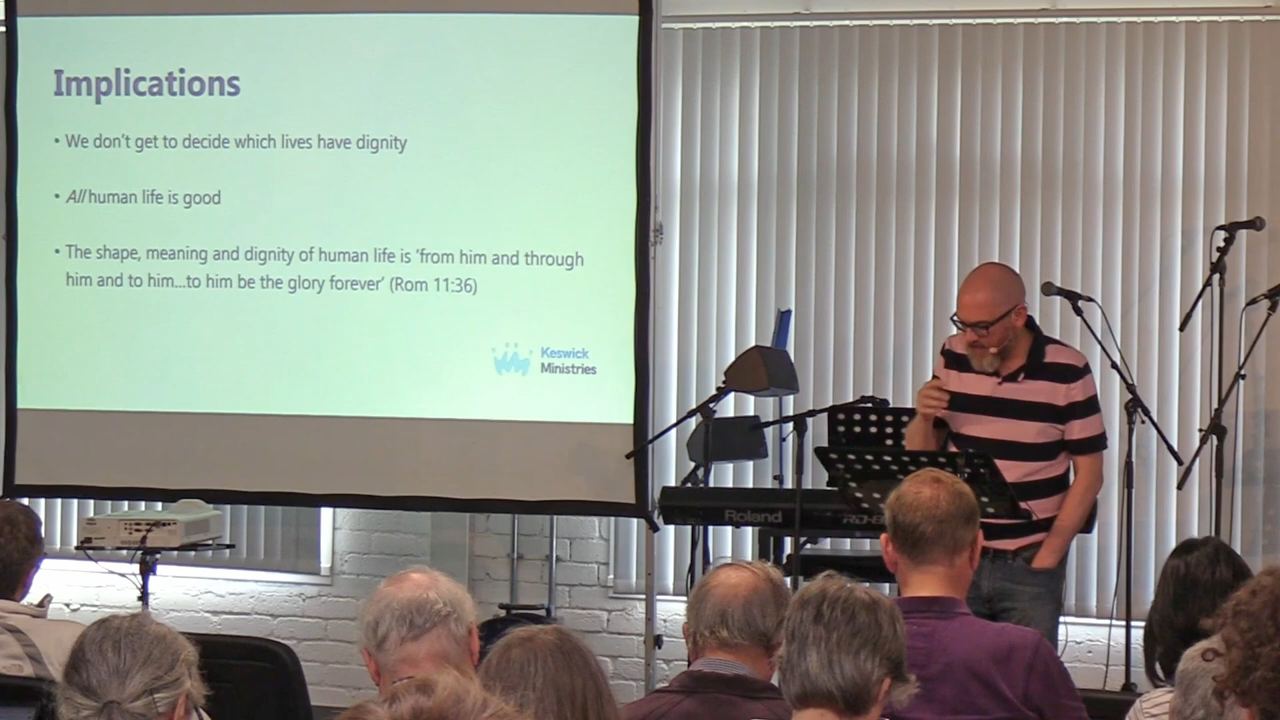 Implications
• We don't get to decide which lives have dignity
• All human life is good
• The shape, meaning and dignity of human life is 'from him and through
him and to him...to him be the glory forever' (Rom 11:36)
Keswick
Ministries
Roland